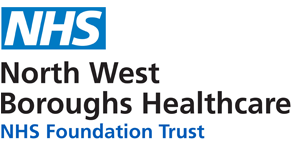 NHS
North West
Boroughs Healthcare
NHS Foundation Trust